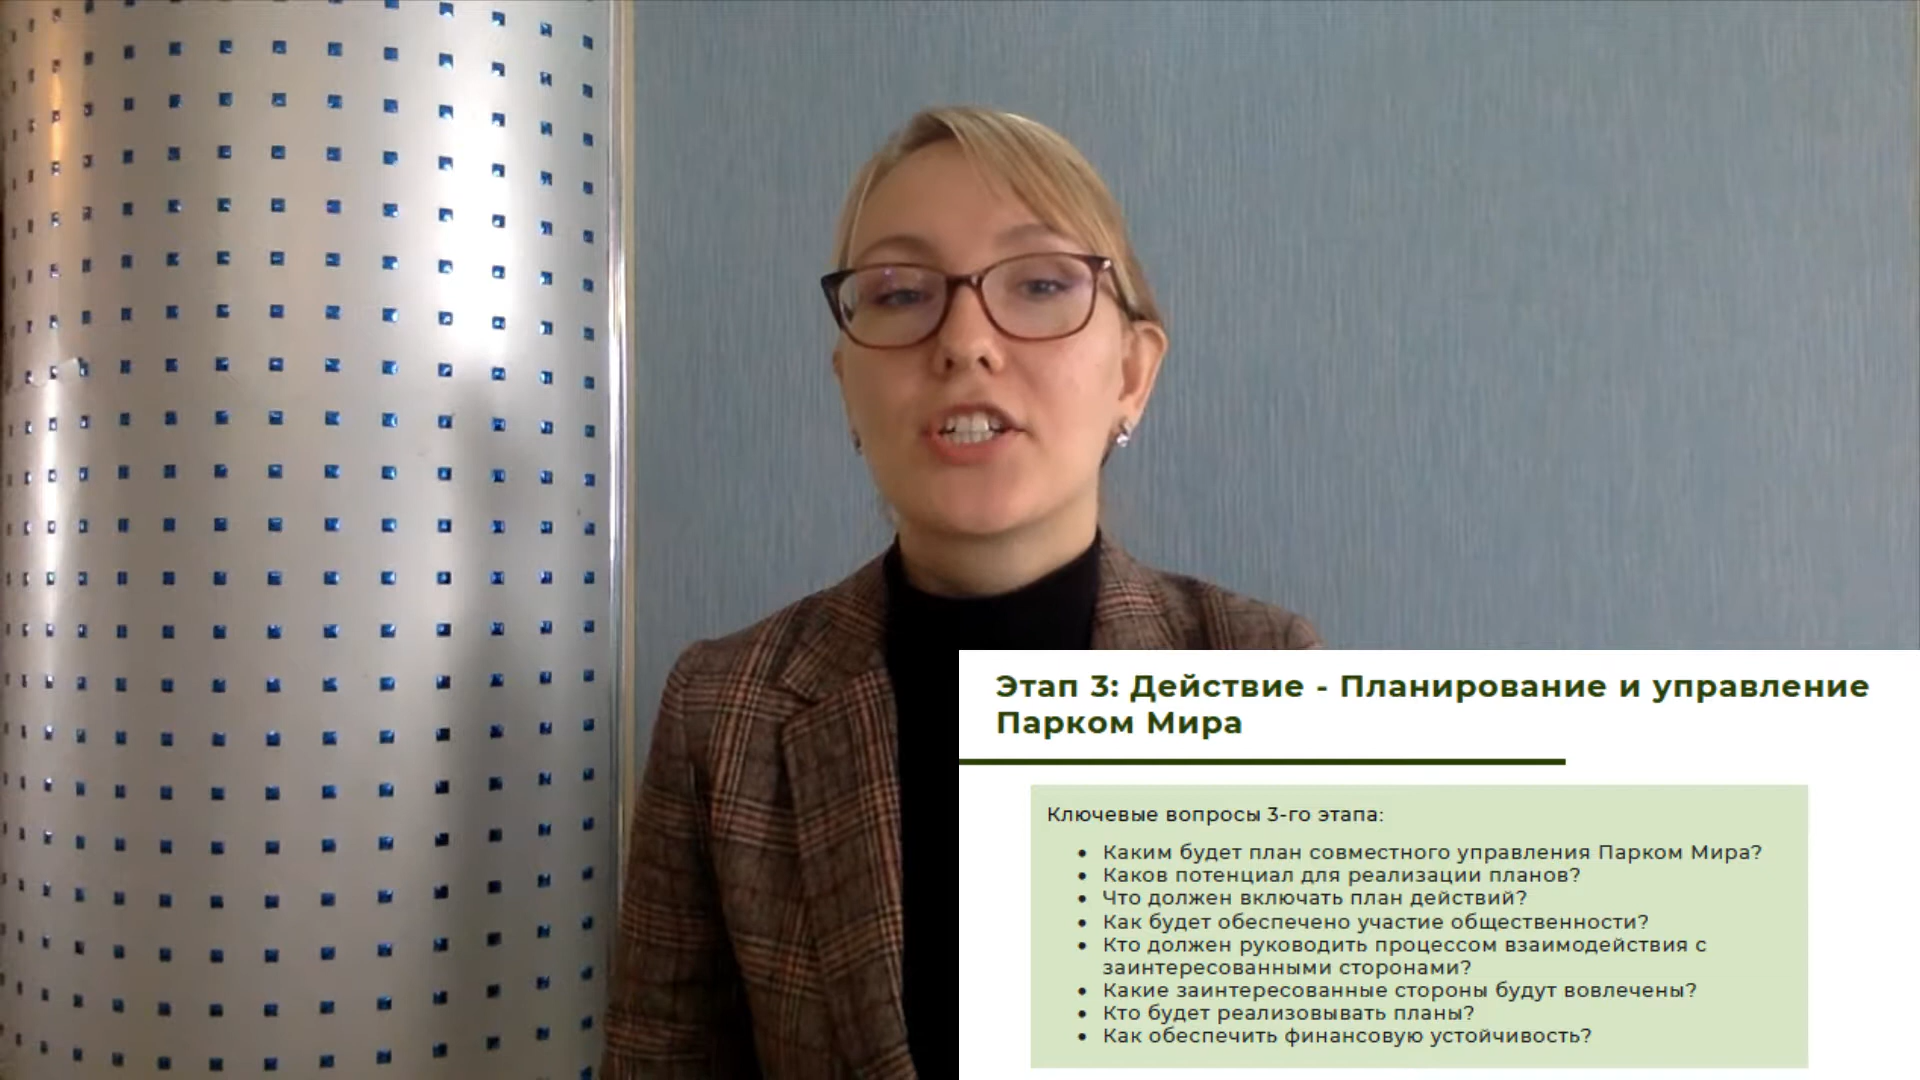 Этап 3: Действие - Планирование и управление
Парком Мира
Ключевые вопросы 3-го этапа:
• Каким будет план совместного управления Парком Мира?
• Каков потенциал для реализации планов?
• Что должен включать план действий?
• Как будет обеспечено участие общественности?
• Кто должен руководить процессом взаимодействия с
заинтересованными сторонами?
• Какие заинтересованные стороны будут вовлечены?
• Кто будет реализовывать планы?
• Как обеспечить финансовую устойчивость?